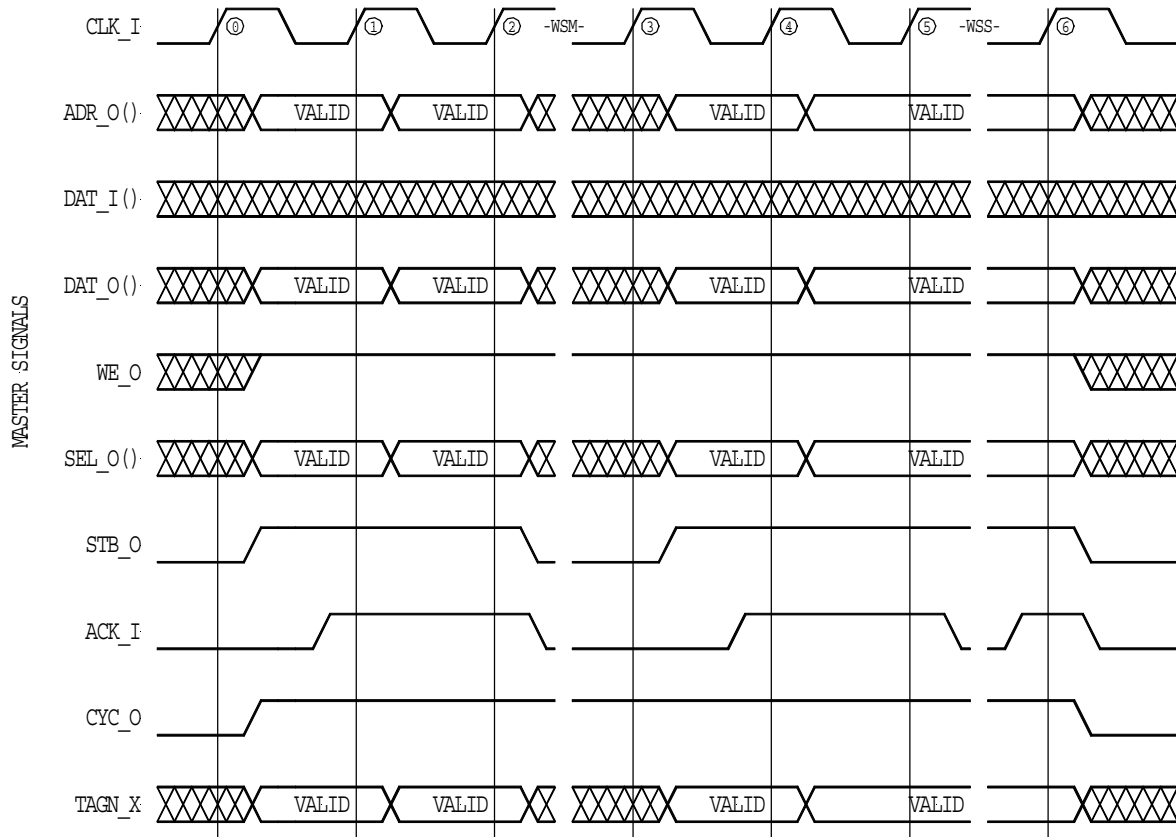 CLK_I 0 1 2 -WSM- 3 4 5 -WSS- 6
ADR_O() VALID VALID VALID VALID
DAT_I()
DAT_O() VALID VALID VALID VALID
MASTER SIGNALS
WE_O
SEL_O() VALID VALID VALID VALID
STB_O
ACK_I
CYC_O
TAGN_X VALID VALID VALID VALID